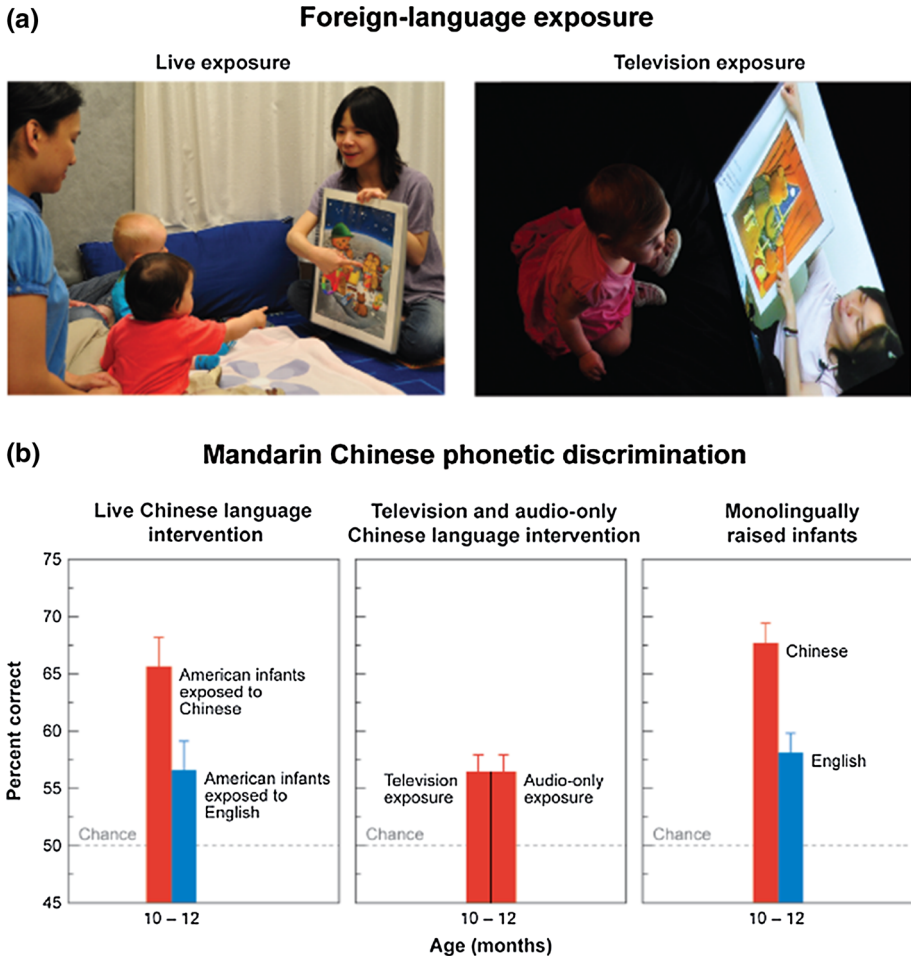 (a)
Foreign-language exposure
Live exposure
Television exposure
(b)
Mandarin Chinese phonetic discrimination
Live Chinese language
intervention
Television and audio-only
Chinese language intervention
Monolingually
raised infants
Percent correct
75
70
65
60
55
50
45
American infants
exposed to
Chinese
American infants
exposed to
English
Chance
10 – 12
Television
exposure
Audio-only
exposure
Chance
10 – 12
Chinese
English
Chance
10 – 12
Age (months)